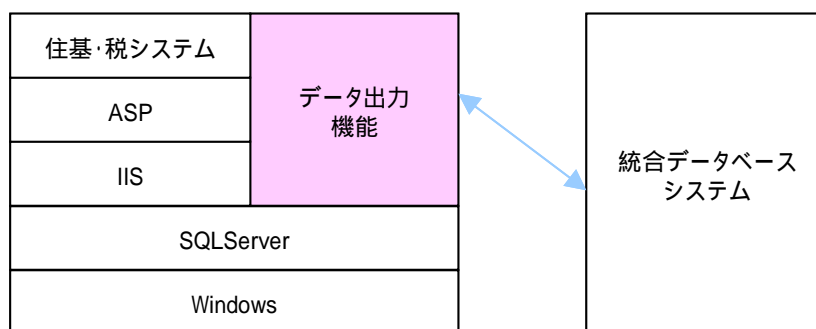 住基･税システム
ASP
IIS
データ出力
機能
SQLServer
Windows
統合データベース
システム